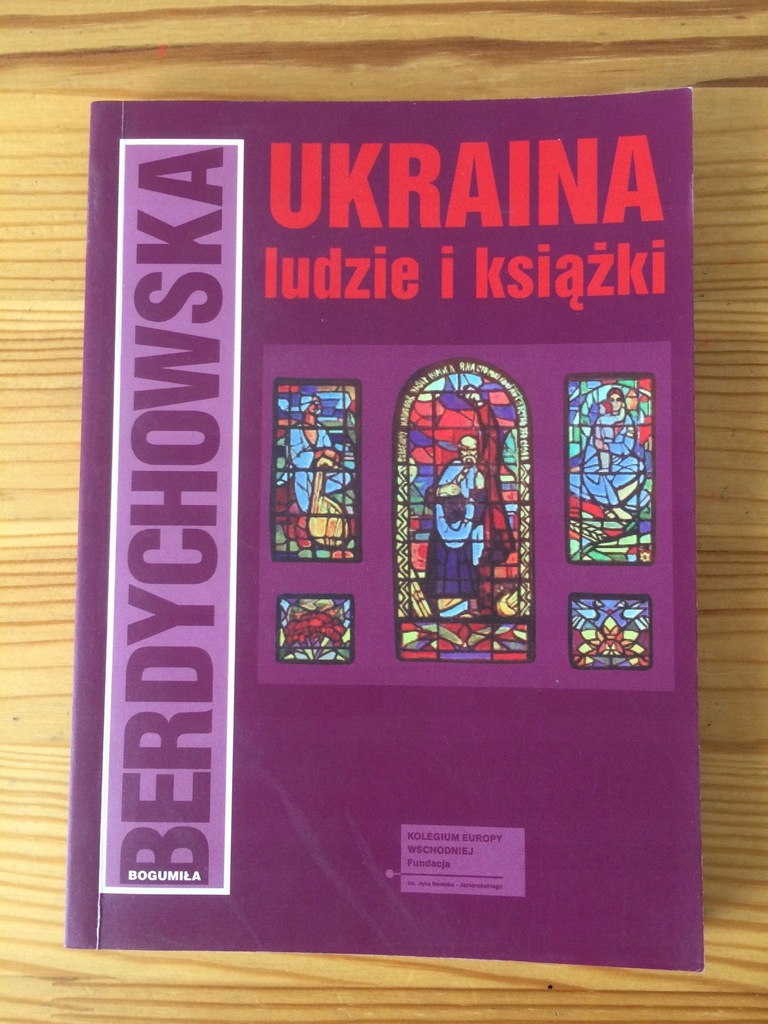 BERDYCHOWSKA
BOGUMIŁA
UKRAINA
ludzie i książki
KOLEGIUM EUROPY
WSCHODNIEJ
Fundacja
im. Jana Nowaka - Jeziorańskiego